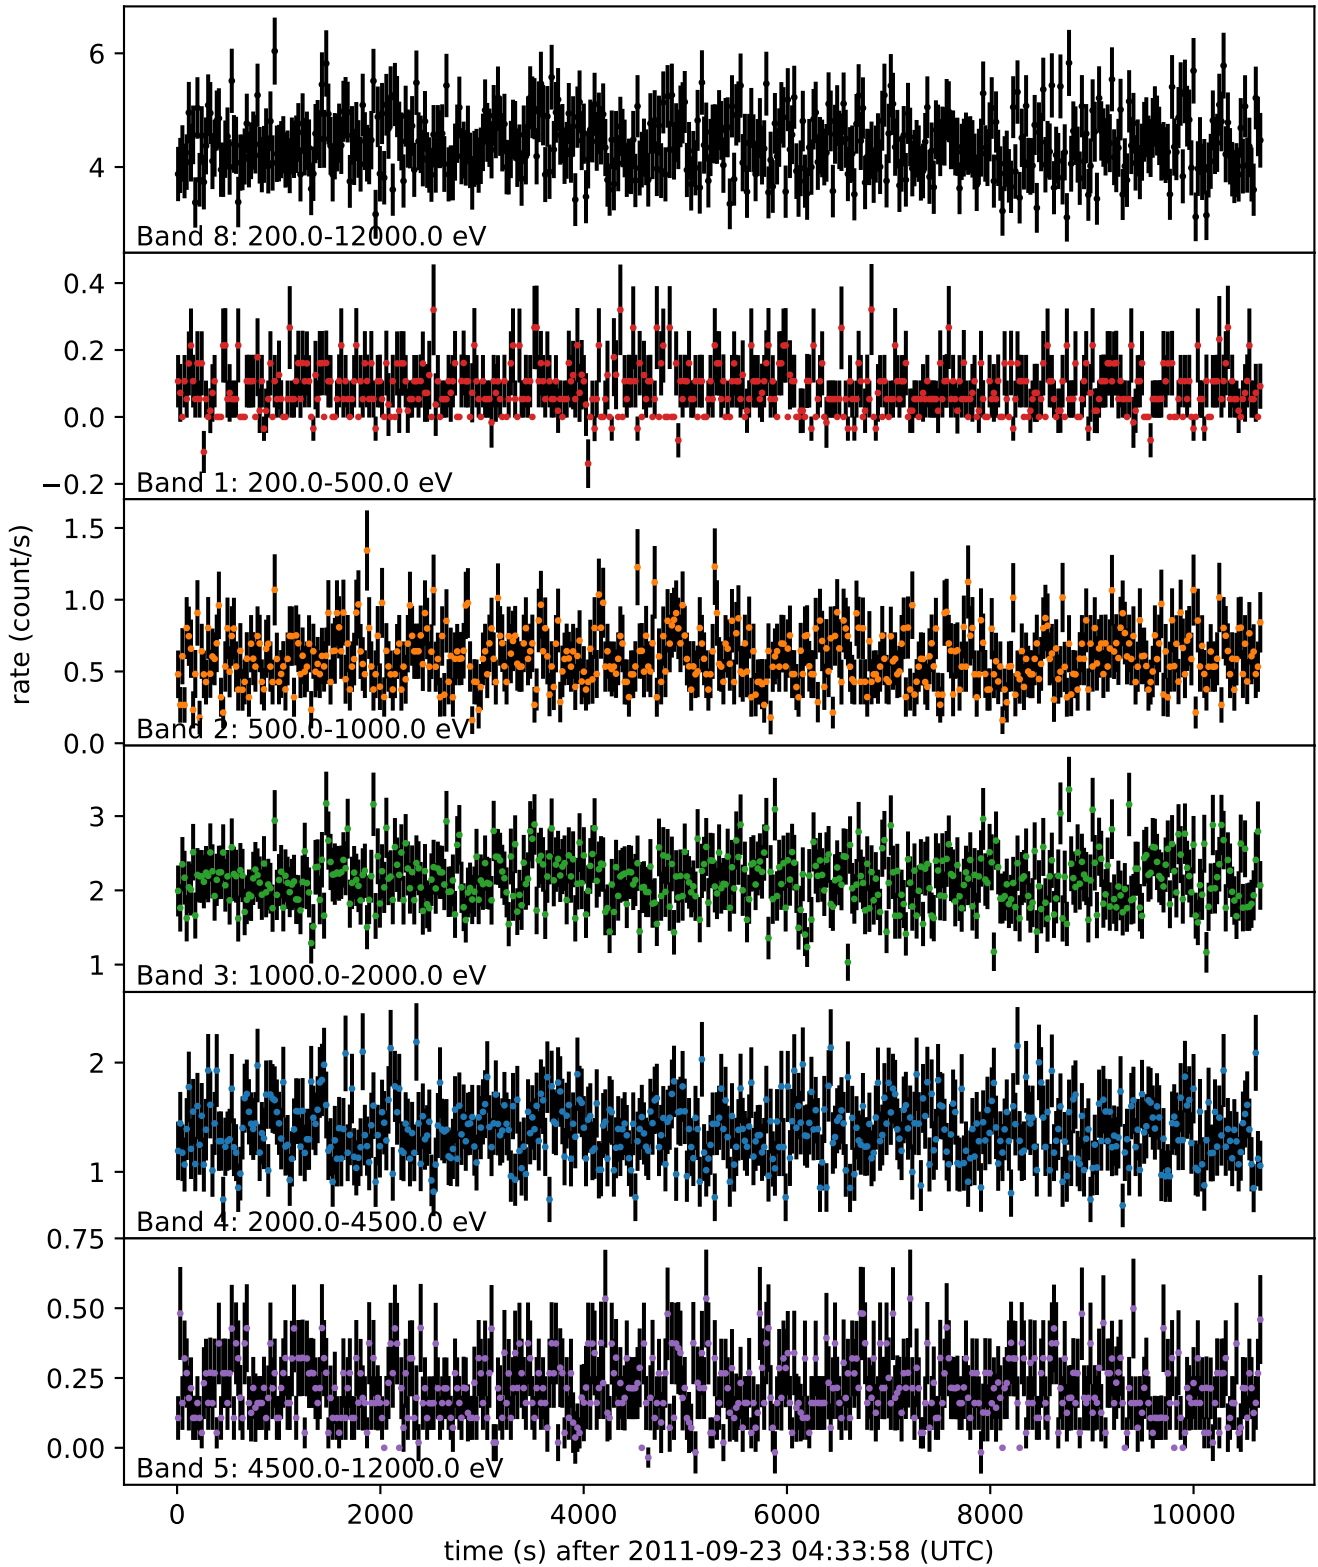 6
4
Band 8: 200.0-12000.0 eV
0.4
0.2
0.0
−0.2
Band 1: 200.0-500.0 eV
1.5
1.0
0.5
0.0
Band 2: 500.0-1000.0 eV
rate (count/s)
3
2
1
Band 3: 1000.0-2000.0 eV
2
1
Band 4: 2000.0-4500.0 eV
0.75
0.50
0.25
0.00
Band 5: 4500.0-12000.0 eV
0 2000 4000 6000 8000 10000
time (s) after 2011-09-23 04:33:58 (UTC)